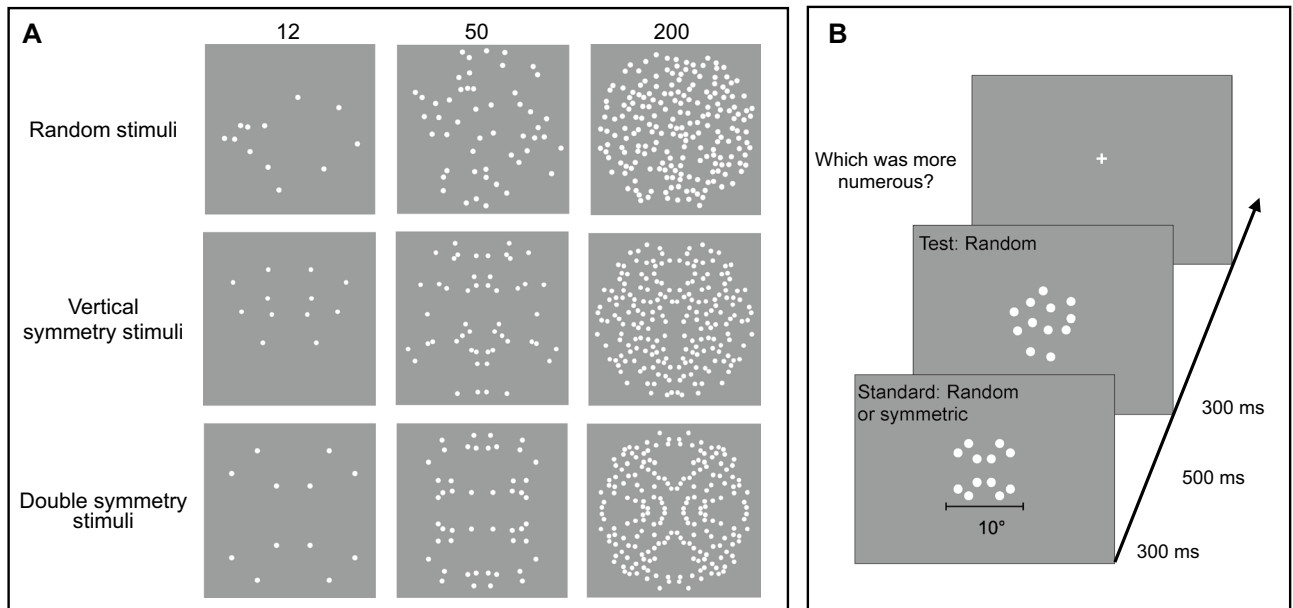 A
12 50 200
Random stimuli
Vertical
symmetry stimuli
Double symmetry
stimuli
B
Which was more
numerous?
Test: Random
Standard: Random
or symmetric
10°
300 ms
500 ms
300 ms